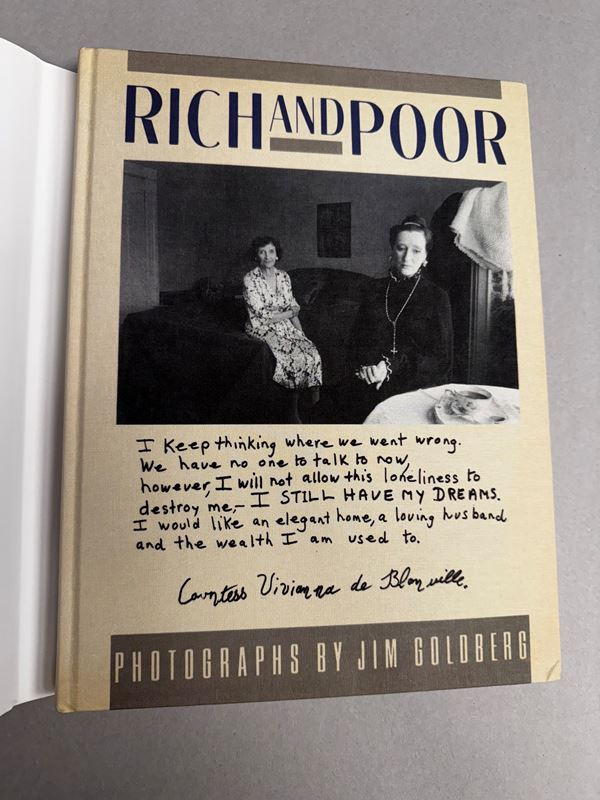 RICH AND POOR
I Keep thinking where we went wrong.
We have no one to talk to now,
however, I will not allow this loneliness to
destroy me,- I STILL HAVE MY DREAMS.
I would like an elegant home, a loving husband
and the wealth I am used to.
Countess Vivianna de Blonville.
PHOTOGRAPHS BY JIM GOLDBERG